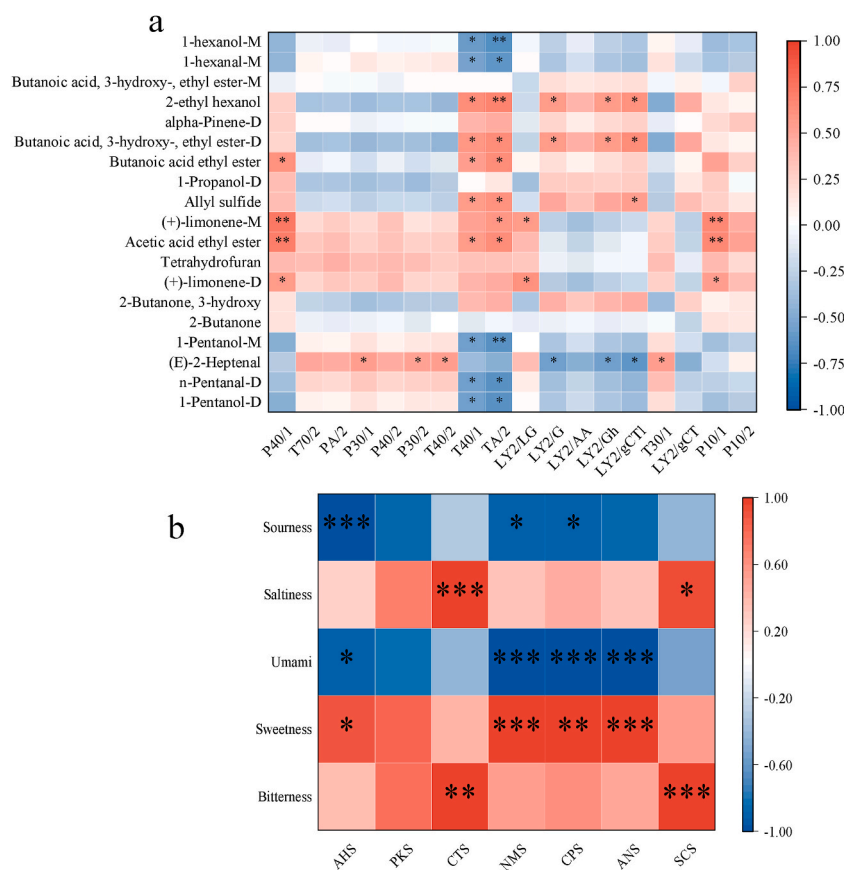 a
1-hexanol-M
1-hexanal-M
Butanoic acid, 3-hydroxy-, ethyl ester-M
2-ethyl hexanol
alpha-Pinene-D
Butanoic acid, 3-hydroxy-, ethyl ester-D
Butanoic acid ethyl ester
1-Propanol-D
Allyl sulfide
(+)-limonene-M
Acetic acid ethyl ester
Tetrahydrofuran
(+)-limonene-D
2-Butanone, 3-hydroxy
2-Butanone
1-Pentanol-M
(E)-2-Heptenal
n-Pentanal-D
1-Pentanol-D
* **
* *
* ** * * *
* * * * *
* * *
* * *
** * * **
** * * **
* * *
* **
* * * * * * *
* *
* *
1.00
0.75
0.50
0.25
0.00
-0.25
-0.50
-0.75
-1.00
P40/1 T70/2 PA/2 P30/1 P40/2 P30/2 T40/2 T40/1 TA/2 LY2/LG LY2/G LY2/AA LY2/Gh LY2/gCTl T30/1 LY2/gCT P10/1 P10/2
b
Sourness
Saltiness
Umami
Sweetness
Bitterness
*** * *
*** *
* *** *** ***
* *** ** ***
** ***
1.00
0.60
0.20
-0.20
-0.60
-1.00
AHS PKS CTS NMS CPS ANS SCS